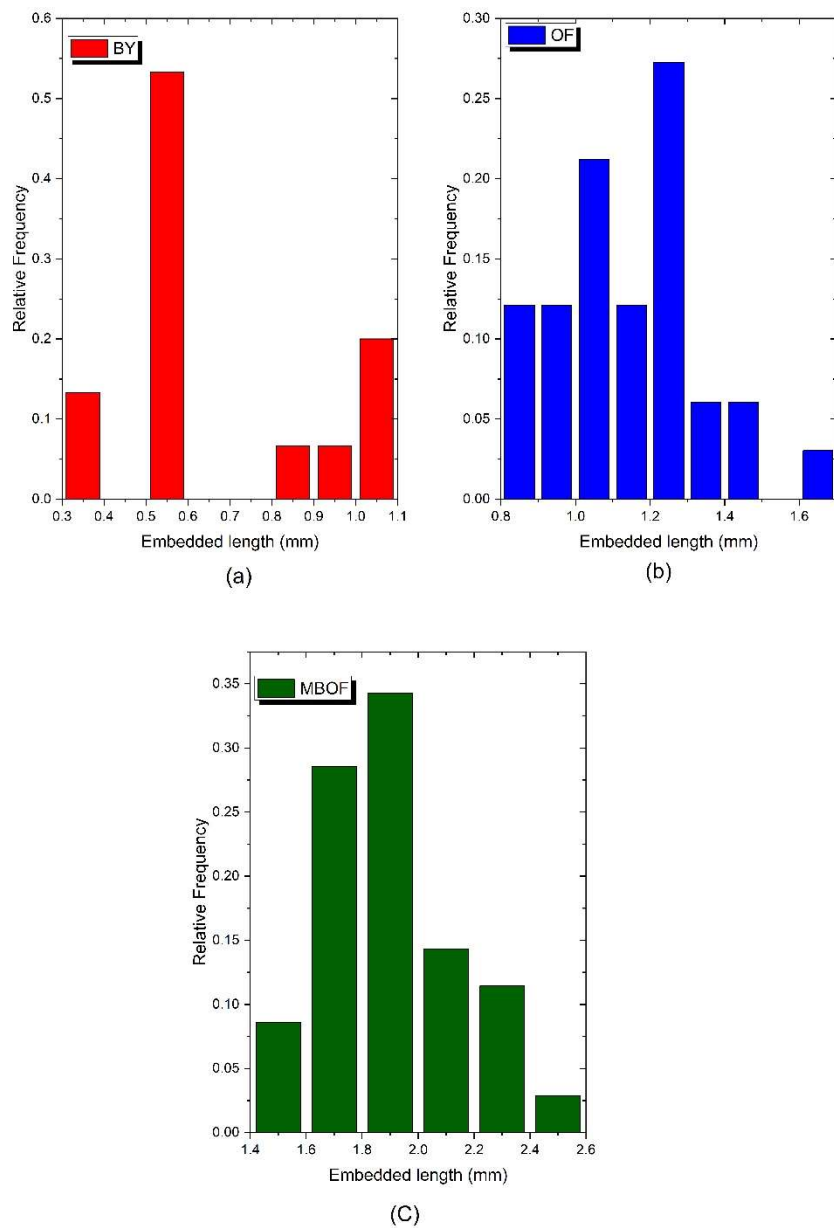 BY
0.6
0.5
0.4
0.3
0.2
0.1
0.0
Relative Frequency
0.3 0.4 0.5 0.6 0.7 0.8 0.9 1.0 1.1
Embedded length (mm)
(a)
OF
0.30
0.25
0.20
0.15
0.10
0.05
0.00
Relative Frequency
0.8 1.0 1.2 1.4 1.6
Embedded length (mm)
(b)
MBOF
0.35
0.30
0.25
0.20
0.15
0.10
0.05
0.00
Relative Frequency
1.4 1.6 1.8 2.0 2.2 2.4 2.6
Embedded length (mm)
(C)